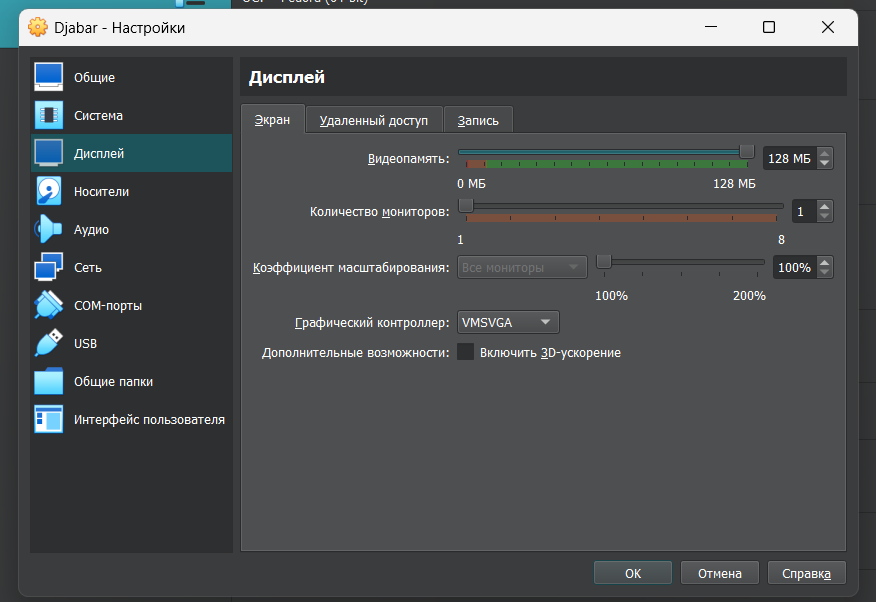 Djabar - Настройки
Общие
Система
Дисплей
Носители
Аудио
Сеть
COM-порты
USB
Общие папки
Интерфейс пользователя
Дисплей
Экран Удаленный доступ Запись
Видеопамять: 128 МБ
0 МБ 128 МБ
Количество мониторов: 1
1 8
Коэффициент масштабирования: Все мониторы 100%
100% 200%
Графический контроллер: VMSVGA
Дополнительные возможности: Включить 3D-ускорение
OK Отмена Справка